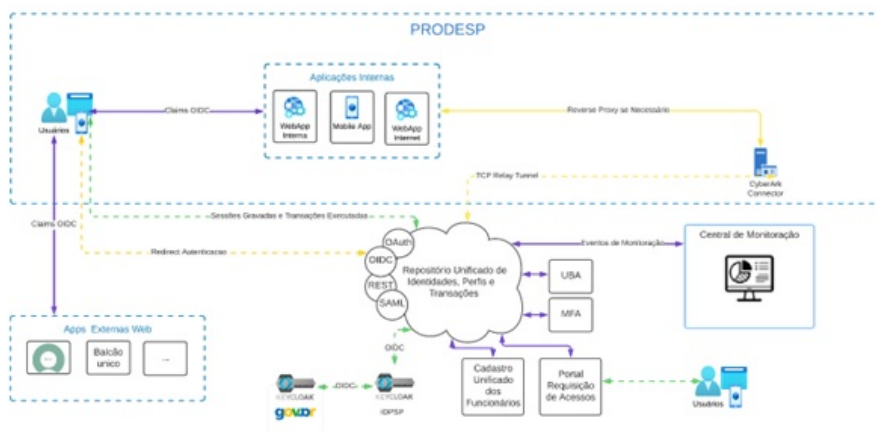 PRODESP
Aplicações Internas
WebApp
Interna
Mobile App
WebApp
Internet
Usuários
Claims OIDC
Reverse Proxy se Necessário
CyberArk
Connector
TCP Relay Tunnel
Claims OIDC
Sessões Gravadas e Transações Executadas
Redirect Autenticacao
OAuth
OIDC
REST
SAML
Repositório Unificado de
Identidades, Perfis e
Transações
Eventos de Monitoração
Central de Monitoração
UBA
MFA
Apps Externas Web
...
Balcão
unico
...
OIDC
KEYCLOAK
gov.br
OIDC
KEYCLOAK
IDPSP
Cadastro
Unificado
dos
Funcionários
Portal
Requisição
de Acessos
Usuários